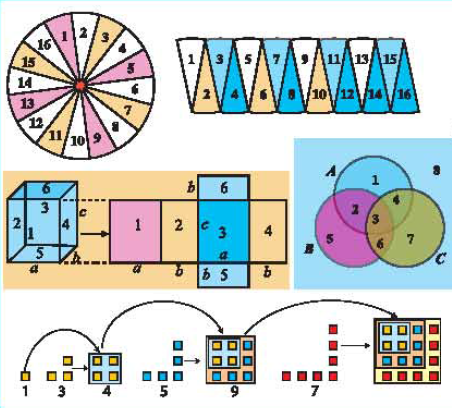 1 2 3 4 5 6 7 8 9 10 11 12 13 14 15 16
1 3 5 7 9 11 13 15
2 4 6 8 10 12 14 16
6
2 3 4 1 5
a b c
b 6
1 2 c 3 4
a
a b b 5 b
A 1 8
2 4
3
B 5 6 7 C
1 3 4 5 9 7